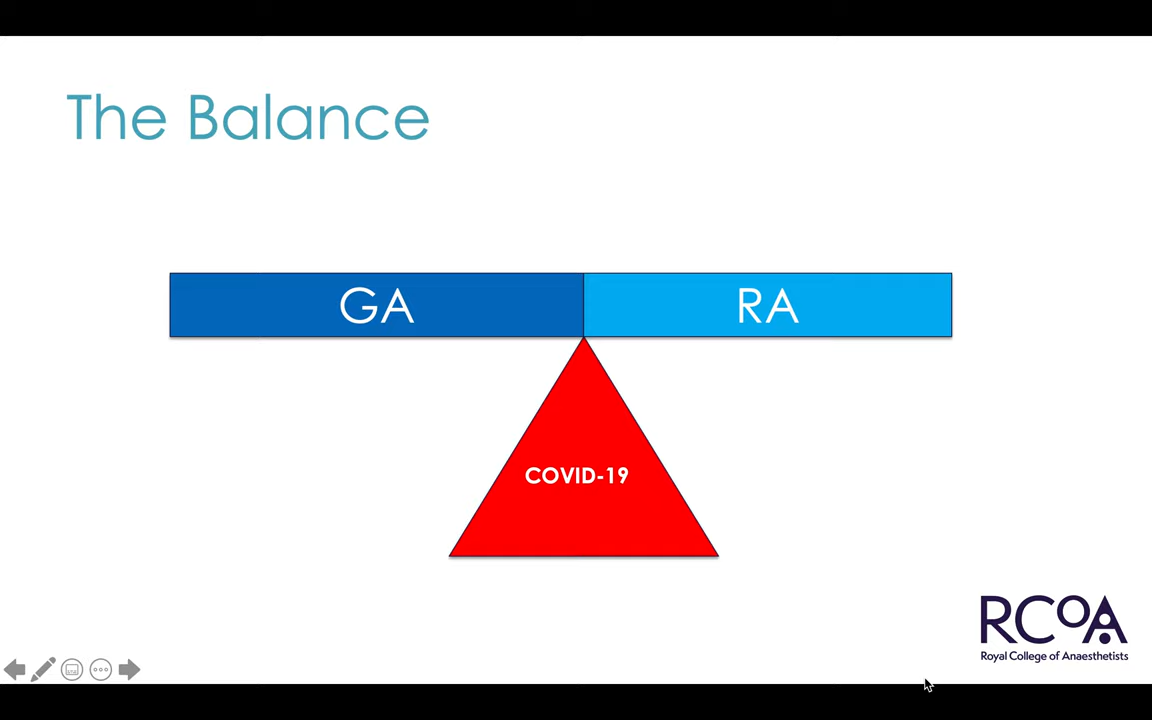 The Balance
GA
RA
COVID-19
RCOA
Royal College of Anaesthetists